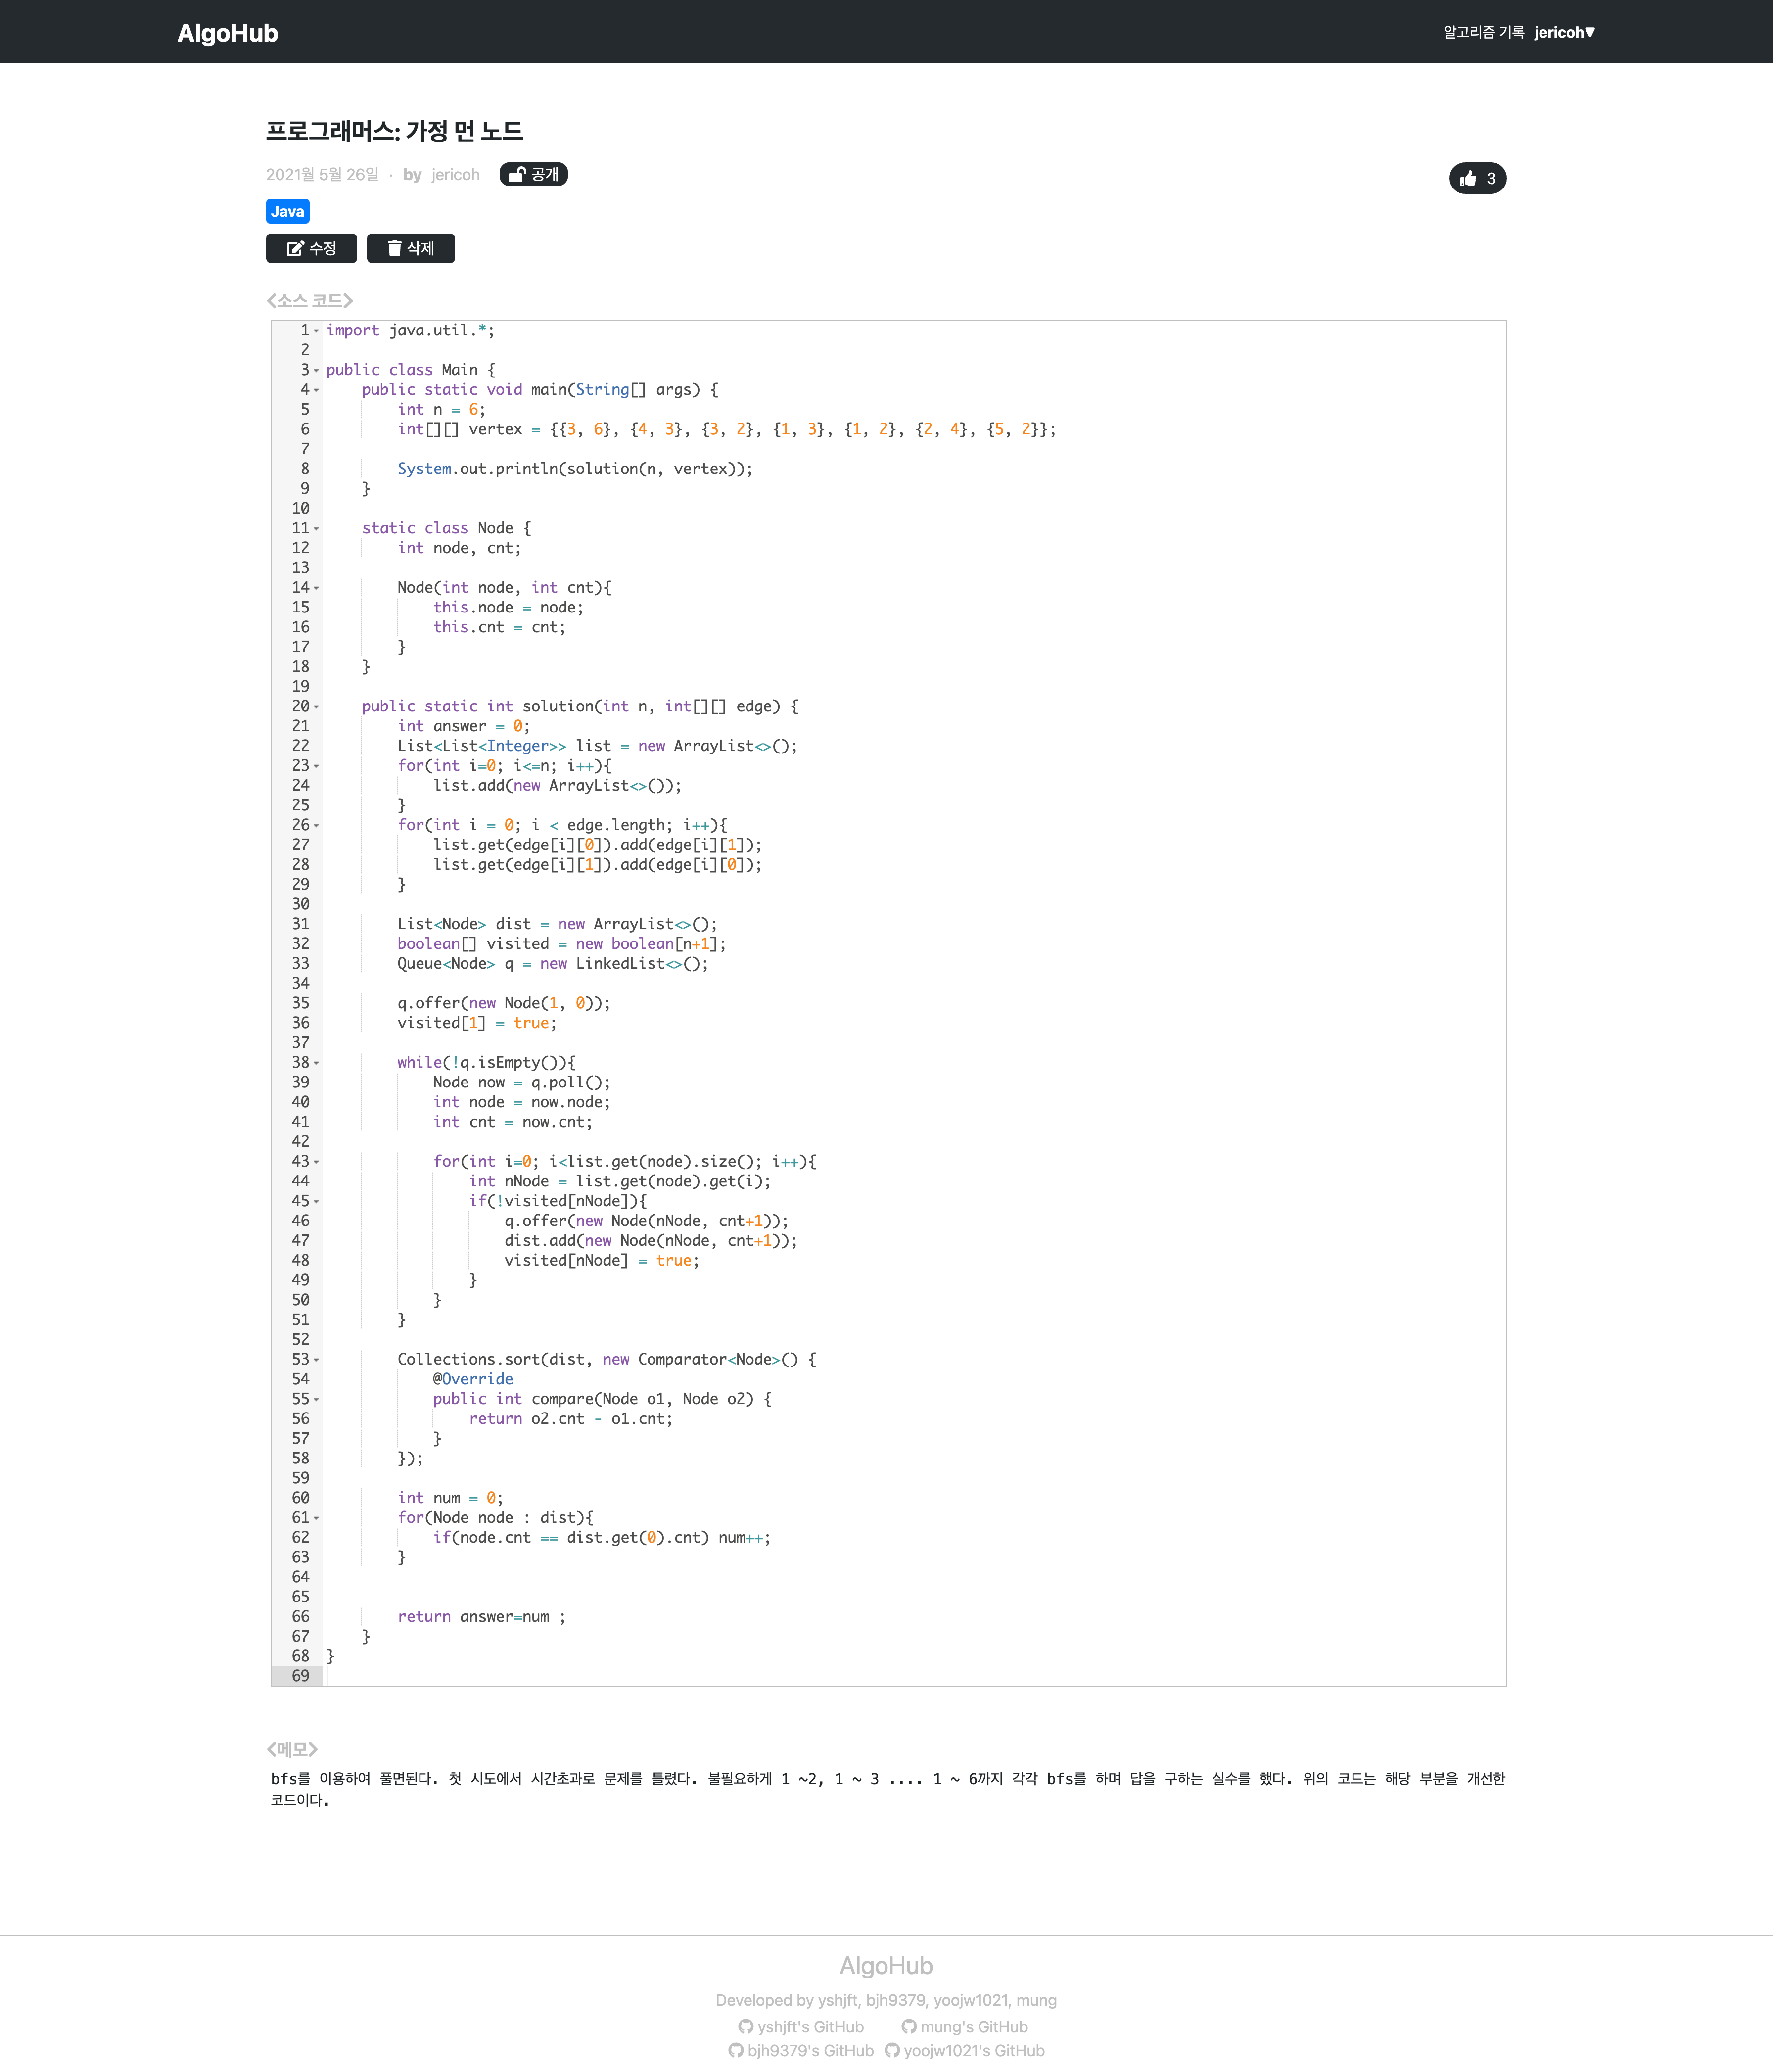 AlgoHub
알고리즘 기록 jericoh▼
프로그래머스: 가정 먼 노드
2021월 5월 26일 · by jericoh 공개
3
Java
수정 삭제
<소스 코드>
1 import java.util.*;
2
3 public class Main {
4     public static void main(String[] args) {
5         int n = 6;
6         int[][] vertex = {{3, 6}, {4, 3}, {3, 2}, {1, 3}, {1, 2}, {2, 4}, {5, 2}};
7
8         System.out.println(solution(n, vertex));
9     }
10
11     static class Node {
12         int node, cnt;
13
14         Node(int node, int cnt){
15             this.node = node;
16             this.cnt = cnt;
17         }
18     }
19
20     public static int solution(int n, int[][] edge) {
21         int answer = 0;
22         List<List<Integer>> list = new ArrayList<>();
23         for(int i=0; i<=n; i++){
24             list.add(new ArrayList<>());
25         }
26         for(int i = 0; i < edge.length; i++){
27             list.get(edge[i][0]).add(edge[i][1]);
28             list.get(edge[i][1]).add(edge[i][0]);
29         }
30
31         List<Node> dist = new ArrayList<>();
32         boolean[] visited = new boolean[n+1];
33         Queue<Node> q = new LinkedList<>();
34
35         q.offer(new Node(1, 0));
36         visited[1] = true;
37
38         while(!q.isEmpty()){
39             Node now = q.poll();
40             int node = now.node;
41             int cnt = now.cnt;
42
43             for(int i=0; i<list.get(node).size(); i++){
44                 int nNode = list.get(node).get(i);
45                 if(!visited[nNode]){
46                     q.offer(new Node(nNode, cnt+1));
47                     dist.add(new Node(nNode, cnt+1));
48                     visited[nNode] = true;
49                 }
50             }
51         }
52
53         Collections.sort(dist, new Comparator<Node>() {
54             @Override
55             public int compare(Node o1, Node o2) {
56                 return o2.cnt - o1.cnt;
57             }
58         });
59
60         int num = 0;
61         for(Node node : dist){
62             if(node.cnt == dist.get(0).cnt) num++;
63         }
64
65
66         return answer=num ;
67     }
68 }
69
<메모>
bfs를 이용하여 풀면된다. 첫 시도에서 시간초과로 문제를 틀렸다. 불필요하게 1 ~2, 1 ~ 3 .... 1 ~ 6까지 각각 bfs를 하며 답을 구하는 실수를 했다. 위의 코드는 해당 부분을 개선한
코드이다.
AlgoHub
Developed by yshjft, bjh9379, yoojw1021, mung
yshjft's GitHub mung's GitHub
bjh9379's GitHub yoojw1021's GitHub